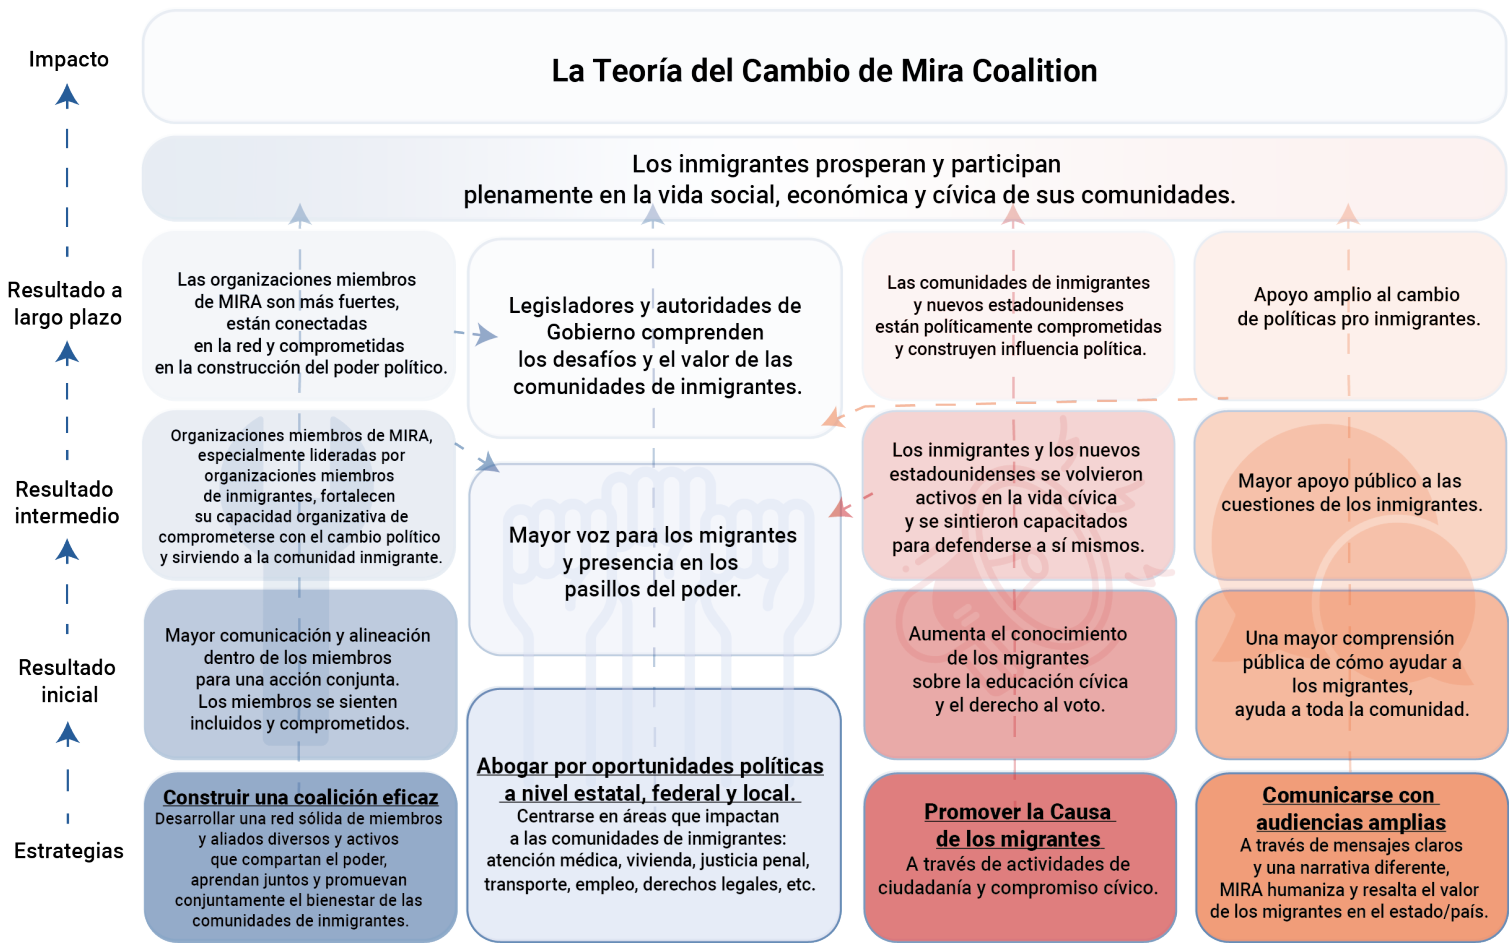 Impacto
La Teoría del Cambio de Mira Coalition
Los inmigrantes prosperan y participan
plenamente en la vida social, económica y cívica de sus comunidades.
Resultado a
largo plazo
Las organizaciones miembros
de MIRA son más fuertes,
están conectadas
en la red y comprometidas
en la construcción del poder político.
Legisladores y autoridades de
Gobierno comprenden
los desafíos y el valor de las
comunidades de inmigrantes.
Las comunidades de inmigrantes
y nuevos estadounidenses
están políticamente comprometidas
y construyen influencia política.
Apoyo amplio al cambio
de políticas pro inmigrantes.
Resultado
intermedio
Organizaciones miembros de MIRA,
especialmente lideradas por
organizaciones miembros
de inmigrantes, fortalecen
su capacidad organizativa de
comprometerse con el cambio político
y sirviendo a la comunidad inmigrante.
Mayor voz para los migrantes
y presencia en los
pasillos del poder.
Los inmigrantes y los nuevos
estadounidenses se volvieron
activos en la vida cívica
y se sintieron capacitados
para defenderse a sí mismos.
Mayor apoyo público a las
cuestiones de los inmigrantes.
Resultado
inicial
Mayor comunicación y alineación
dentro de los miembros
para una acción conjunta.
Los miembros se sienten
incluidos y comprometidos.
Aumenta el conocimiento
de los migrantes
sobre la educación cívica
y el derecho al voto.
Una mayor comprensión
pública de cómo ayudar a
los migrantes,
ayuda a toda la comunidad.
Estrategias
Construir una coalición eficaz
Desarrollar una red sólida de miembros
y aliados diversos y activos
que compartan el poder,
aprendan juntos y promuevan
conjuntamente el bienestar de las
comunidades de inmigrantes.
Abogar por oportunidades políticas
a nivel estatal, federal y local.
Centrarse en áreas que impactan
a las comunidades de inmigrantes:
atención médica, vivienda, justicia penal,
transporte, empleo, derechos legales, etc.
Promover la Causa
de los migrantes
A través de actividades de
ciudadanía y compromiso cívico.
Comunicarse con
audiencias amplias
A través de mensajes claros
y una narrativa diferente,
MIRA humaniza y resalta el valor
de los migrantes en el estado/país.